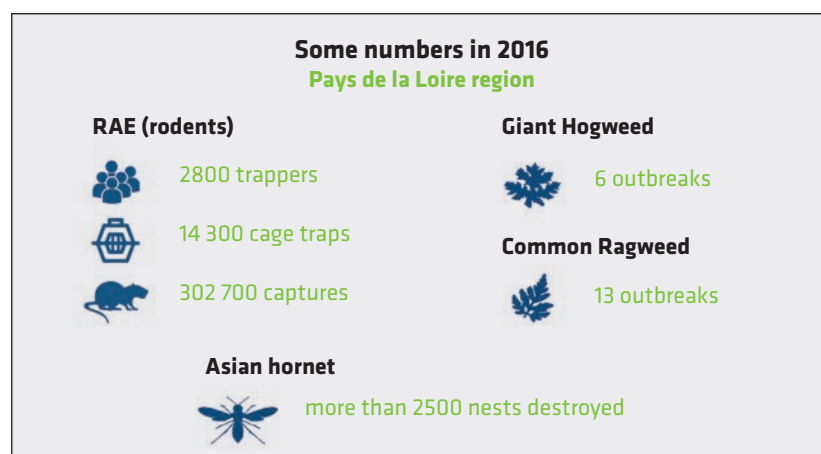 Some numbers in 2016
Pays de la Loire region
RAE (rodents)
2800 trappers
14 300 cage traps
302 700 captures
Giant Hogweed
6 outbreaks
Common Ragweed
13 outbreaks
Asian hornet
more than 2500 nests destroyed